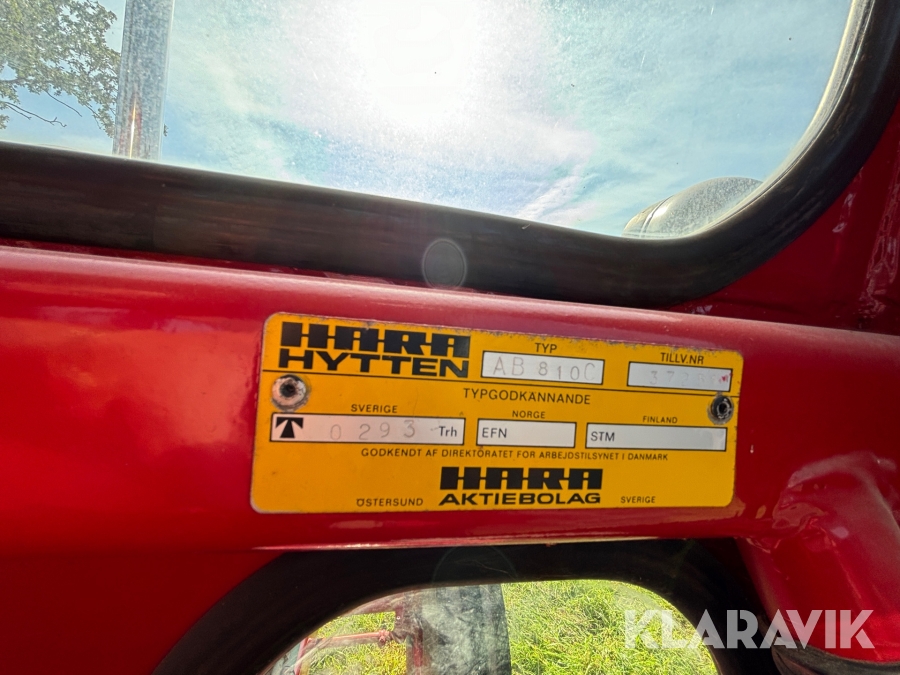 HARA
HYTTEN
TYP
AB 810C
TILLV.NR
TYPGODKANNANDE
SVERIGE
T 0293 Trh
NORGE
EFN
FINLAND
STM
GODKENDT AF DIREKTORATET FOR ARBEJDSTILSYNET I DANMARK
HARA
AKTIEBOLAG
ÖSTERSUND
SVERIGE
KLARAVIK